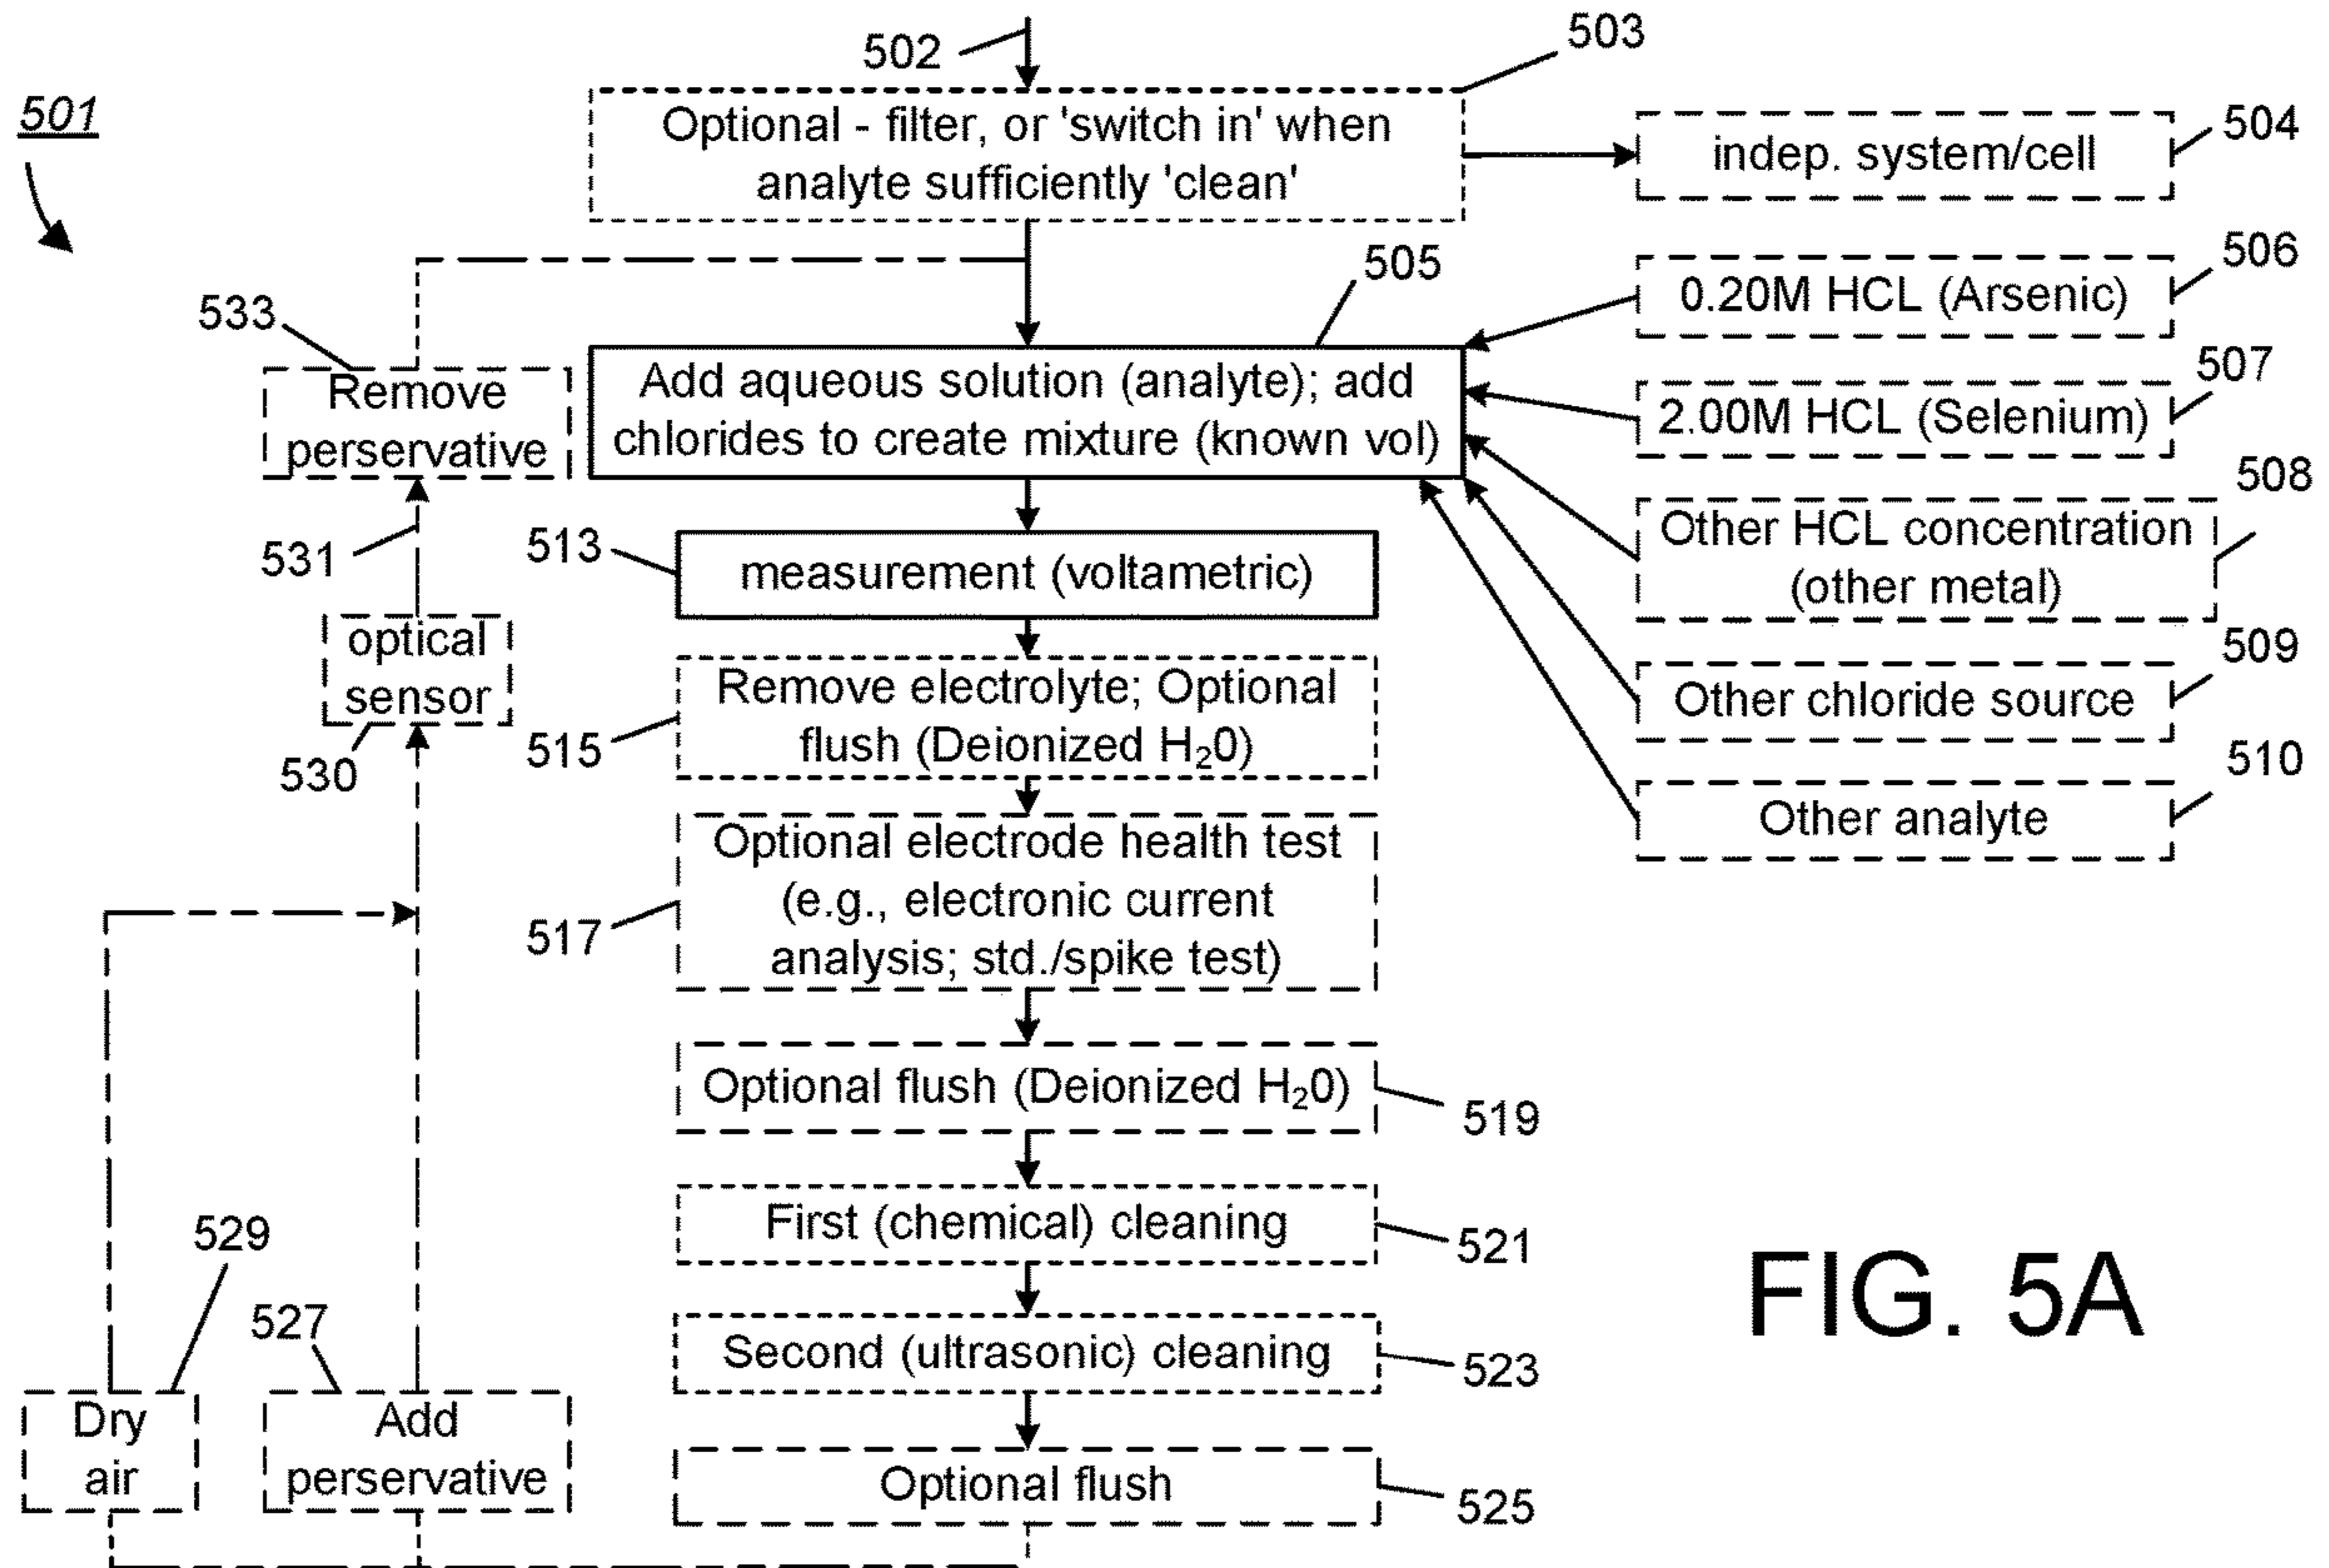 502
503
501
Optional - filter, or 'switch in' when
analyte sufficiently 'clean'
indep. system/cell
504
505
506
0.20M HCL (Arsenic)
533
Remove
perservative
Add aqueous solution (analyte); add
chlorides to create mixture (known vol)
507
2.00M HCL (Selenium)
508
Other HCL concentration
(other metal)
531
513
measurement (voltametric)
509
Other chloride source
optical
sensor
530
515
Remove electrolyte; Optional
flush (Deionized H₂0)
510
Other analyte
517
Optional electrode health test
(e.g., electronic current
analysis; std./spike test)
Optional flush (Deionized H₂0)
519
First (chemical) cleaning
521
529
527
Second (ultrasonic) cleaning
523
Dry
air
Add
perservative
Optional flush
525
FIG. 5A